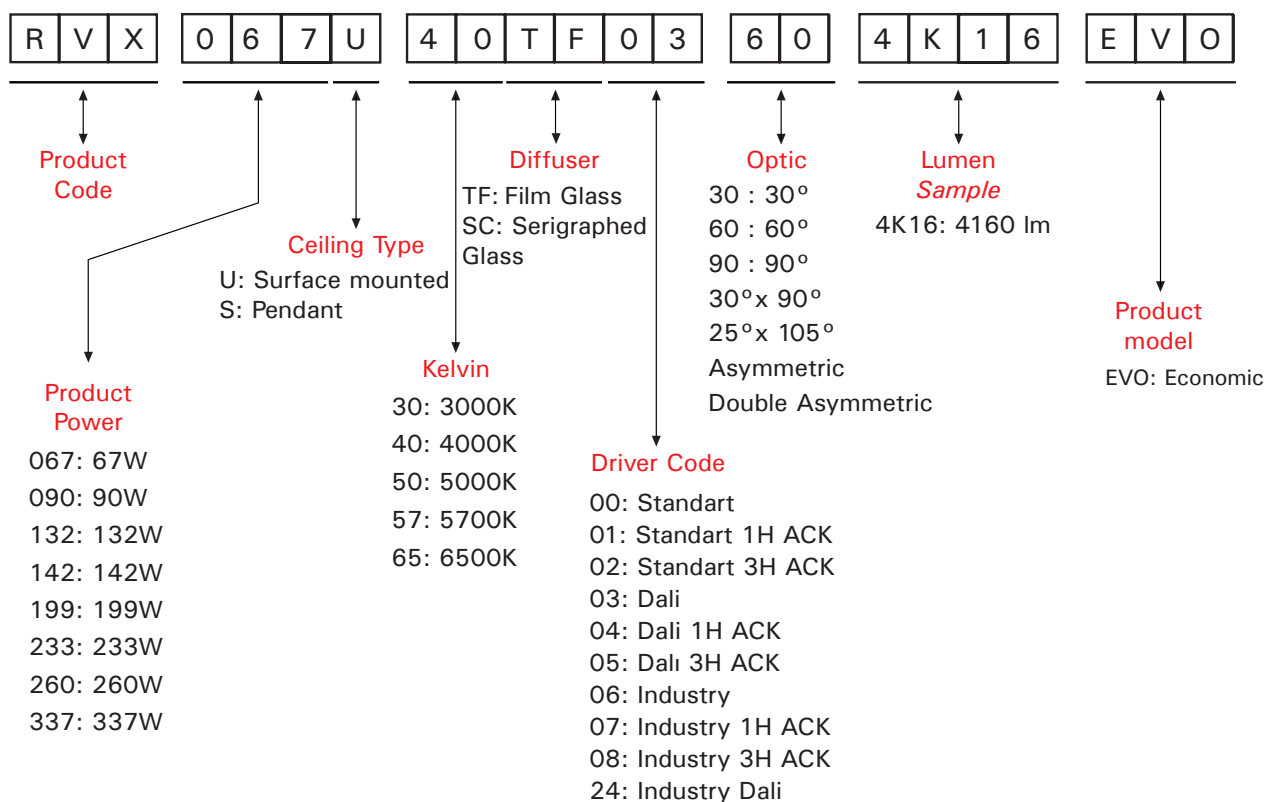 R V X 0 6 7 U 4 0 T F 0 3 6 0 4 K 1 6 E V O
Product
Code
Product
Power
067: 67W
090: 90W
132: 132W
142: 142W
199: 199W
233: 233W
260: 260W
337: 337W
Ceiling Type
U: Surface mounted
S: Pendant
Kelvin
30: 3000K
40: 4000K
50: 5000K
57: 5700K
65: 6500K
Diffuser
TF: Film Glass
SC: Serigraphed
Glass
Driver Code
00: Standart
01: Standart 1H ACK
02: Standart 3H ACK
03: Dali
04: Dali 1H ACK
05: Dalı 3H ACK
06: Industry
07: Industry 1H ACK
08: Industry 3H ACK
24: Industry Dali
Optic
30 : 30°
60 : 60°
90 : 90°
30°x 90°
25°x 105°
Asymmetric
Double Asymmetric
Lumen
Sample
4K16: 4160 lm
Product
model
EVO: Economic